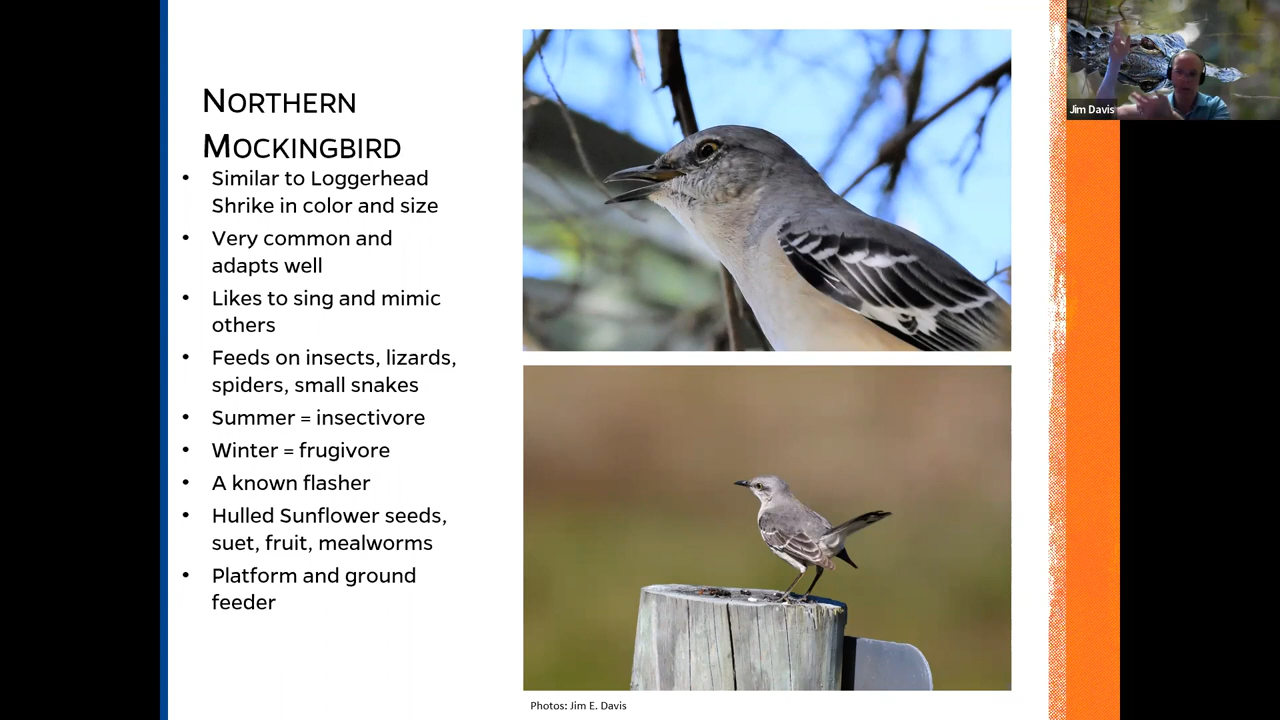 NORTHERN
MOCKINGBIRD
• Similar to Loggerhead
Shrike in color and size
• Very common and
adapts well
• Likes to sing and mimic
others
• Feeds on insects, lizards,
spiders, small snakes
• Summer = insectivore
• Winter = frugivore
• A known flasher
• Hulled Sunflower seeds,
suet, fruit, mealworms
• Platform and ground
feeder
Photos: Jim E. Davis
Jim Davis